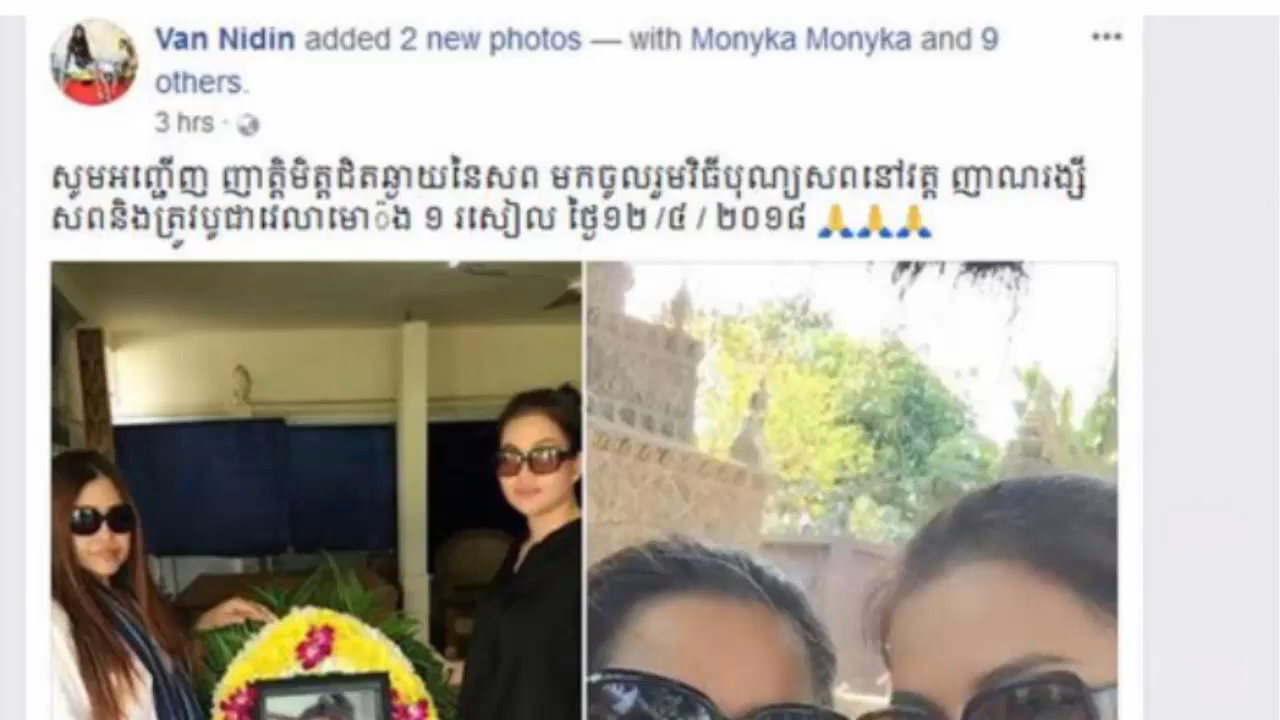 Van Nidin added 2 new photos — with Monyka Monyka and 9
others.
3 hrs ·
សូមអញ្ជើញ ញាត្តិមិត្តជិតឆ្ងាយនៃសព មកចូលរួមវិធីបុណ្យសពនៅវត្ត ញាណរង្សី
សពនិងត្រូវបូជាវេលាមោ៉ង ១ រសៀល ថ្ងៃ១២ /៤ / ២០១៨ 🙏🙏🙏